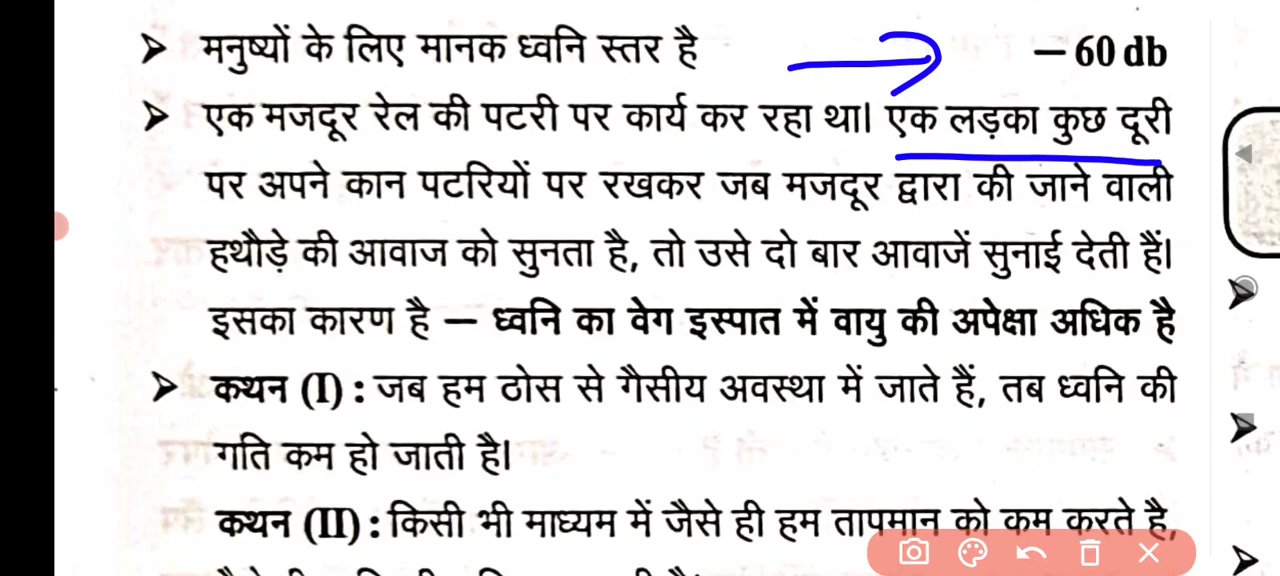 ➤ मनुष्यों के लिए मानक ध्वनि स्तर है — 60 db
➤ एक मजदूर रेल की पटरी पर कार्य कर रहा था। एक लड़का कुछ दूरी
पर अपने कान पटरियों पर रखकर जब मजदूर द्वारा की जाने वाली
हथौड़े की आवाज को सुनता है, तो उसे दो बार आवाजें सुनाई देती हैं।
इसका कारण है — ध्वनि का वेग इस्पात में वायु की अपेक्षा अधिक है
➤ कथन (I) : जब हम ठोस से गैसीय अवस्था में जाते हैं, तब ध्वनि की
गति कम हो जाती है।
कथन (II) : किसी भी माध्यम में जैसे ही हम तापमान को कम करते है,